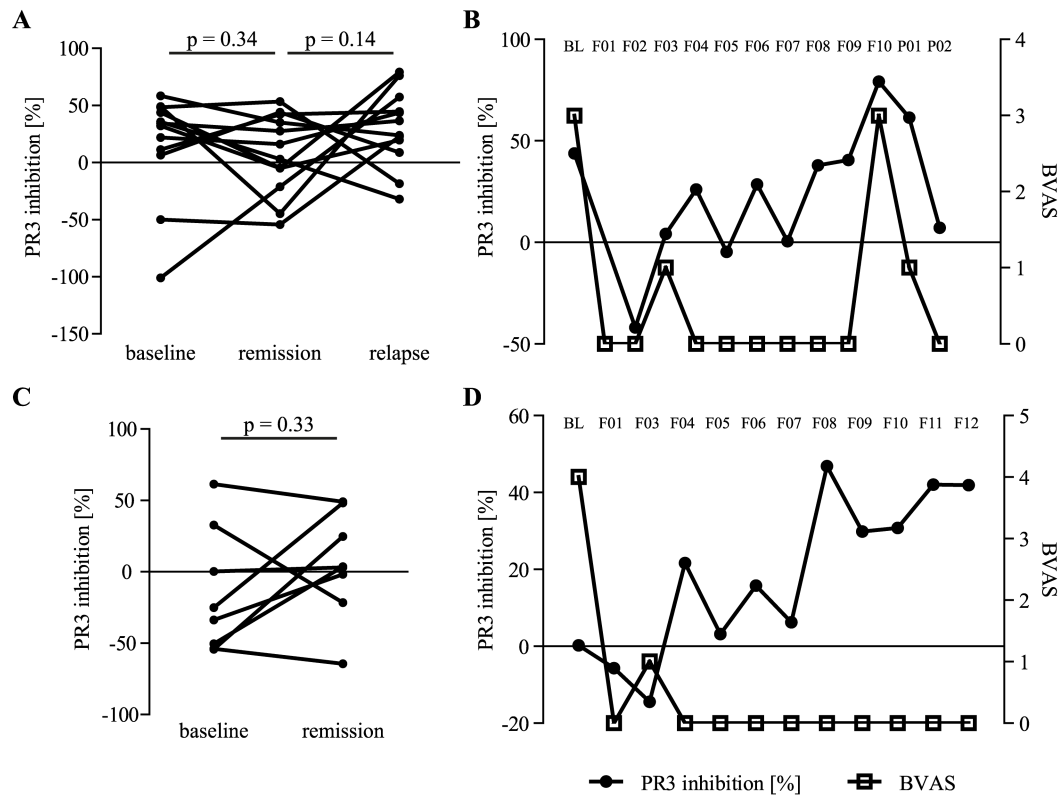 A
p = 0.34 p = 0.14
PR3 inhibition [%]
100
50
0
-50
-100
-150
baseline remission relapse
B
BL F01 F02 F03 F04 F05 F06 F07 F08 F09 F10 P01 P02
PR3 inhibition [%]
100
50
0
-50
4
3
2
1
0
BVAS
C
p = 0.33
PR3 inhibition [%]
100
50
0
-50
-100
baseline remission
D
BL F01 F03 F04 F05 F06 F07 F08 F09 F10 F11 F12
PR3 inhibition [%]
60
40
20
0
-20
5
4
3
2
1
0
BVAS
PR3 inhibition [%] BVAS